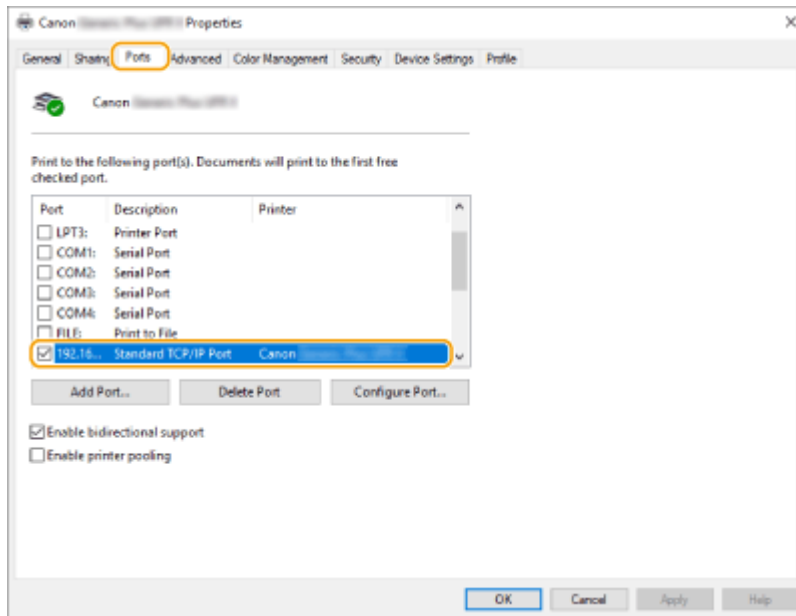 Canon Properties
General Sharing Ports Advanced Color Management Security Device Settings Profile
Canon
Print to the following port(s). Documents will print to the first free
checked port.
Port Description Printer
LPT3: Printer Port
COM1: Serial Port
COM2: Serial Port
COM3: Serial Port
COM4: Serial Port
FILE: Print to File
192.16... Standard TCP/IP Port Canon
Add Port... Delete Port Configure Port...
Enable bidirectional support
Enable printer pooling
OK Cancel Apply Help